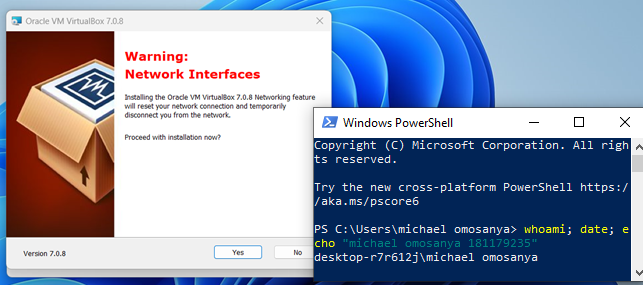 Oracle VM VirtualBox 7.0.8
Warning:
Network Interfaces
Installing the Oracle VM VirtualBox 7.0.8 Networking feature
will reset your network connection and temporarily
disconnect you from the network.
Proceed with installation now?
Version 7.0.8
Yes
No
Windows PowerShell
Copyright (C) Microsoft Corporation. All righ
ts reserved.
Try the new cross-platform PowerShell https:/
/aka.ms/pscore6
PS C:\Users\michael omosanya> whoami; date; e
cho "michael omosanya 181179235"
desktop-r7r612j\michael omosanya